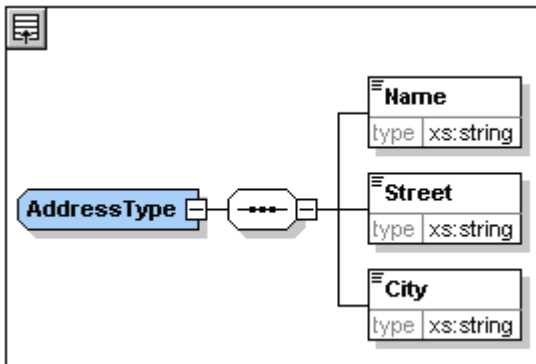 Name
type xs:string
AddressType
Street
type xs:string
City
type xs:string